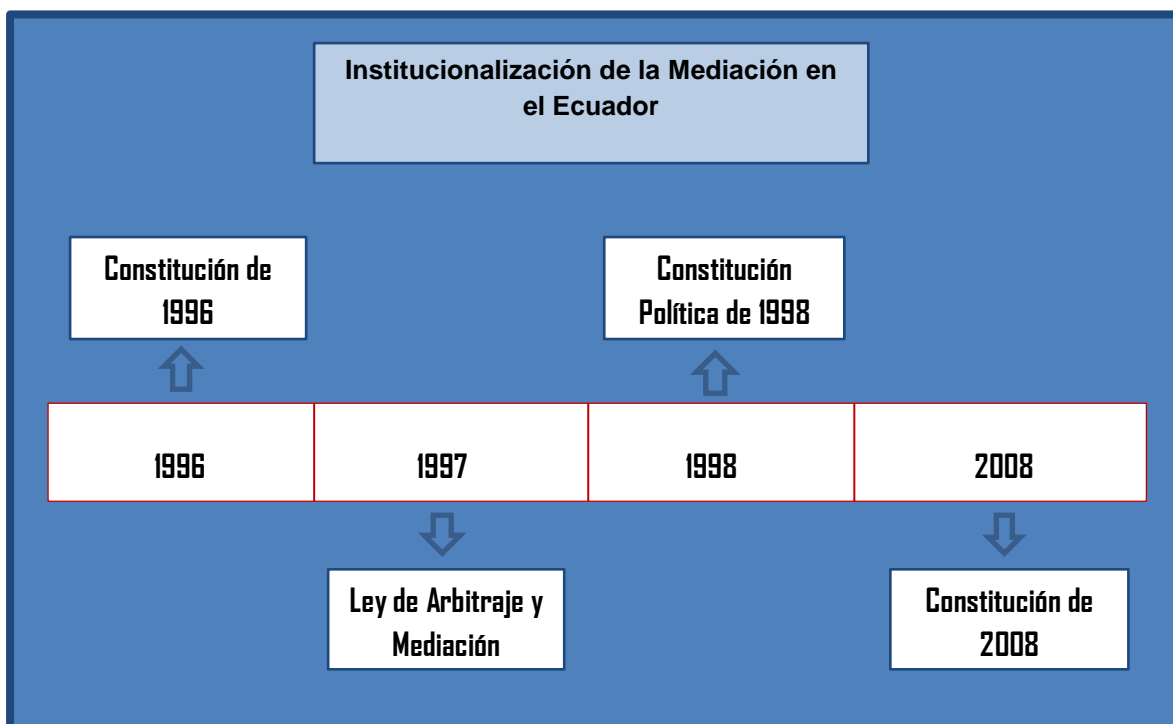 Institucionalización de la Mediación en
el Ecuador
Constitución de
1996
Constitución
Política de 1998
1996
1997
1998
2008
Ley de Arbitraje y
Mediación
Constitución de
2008